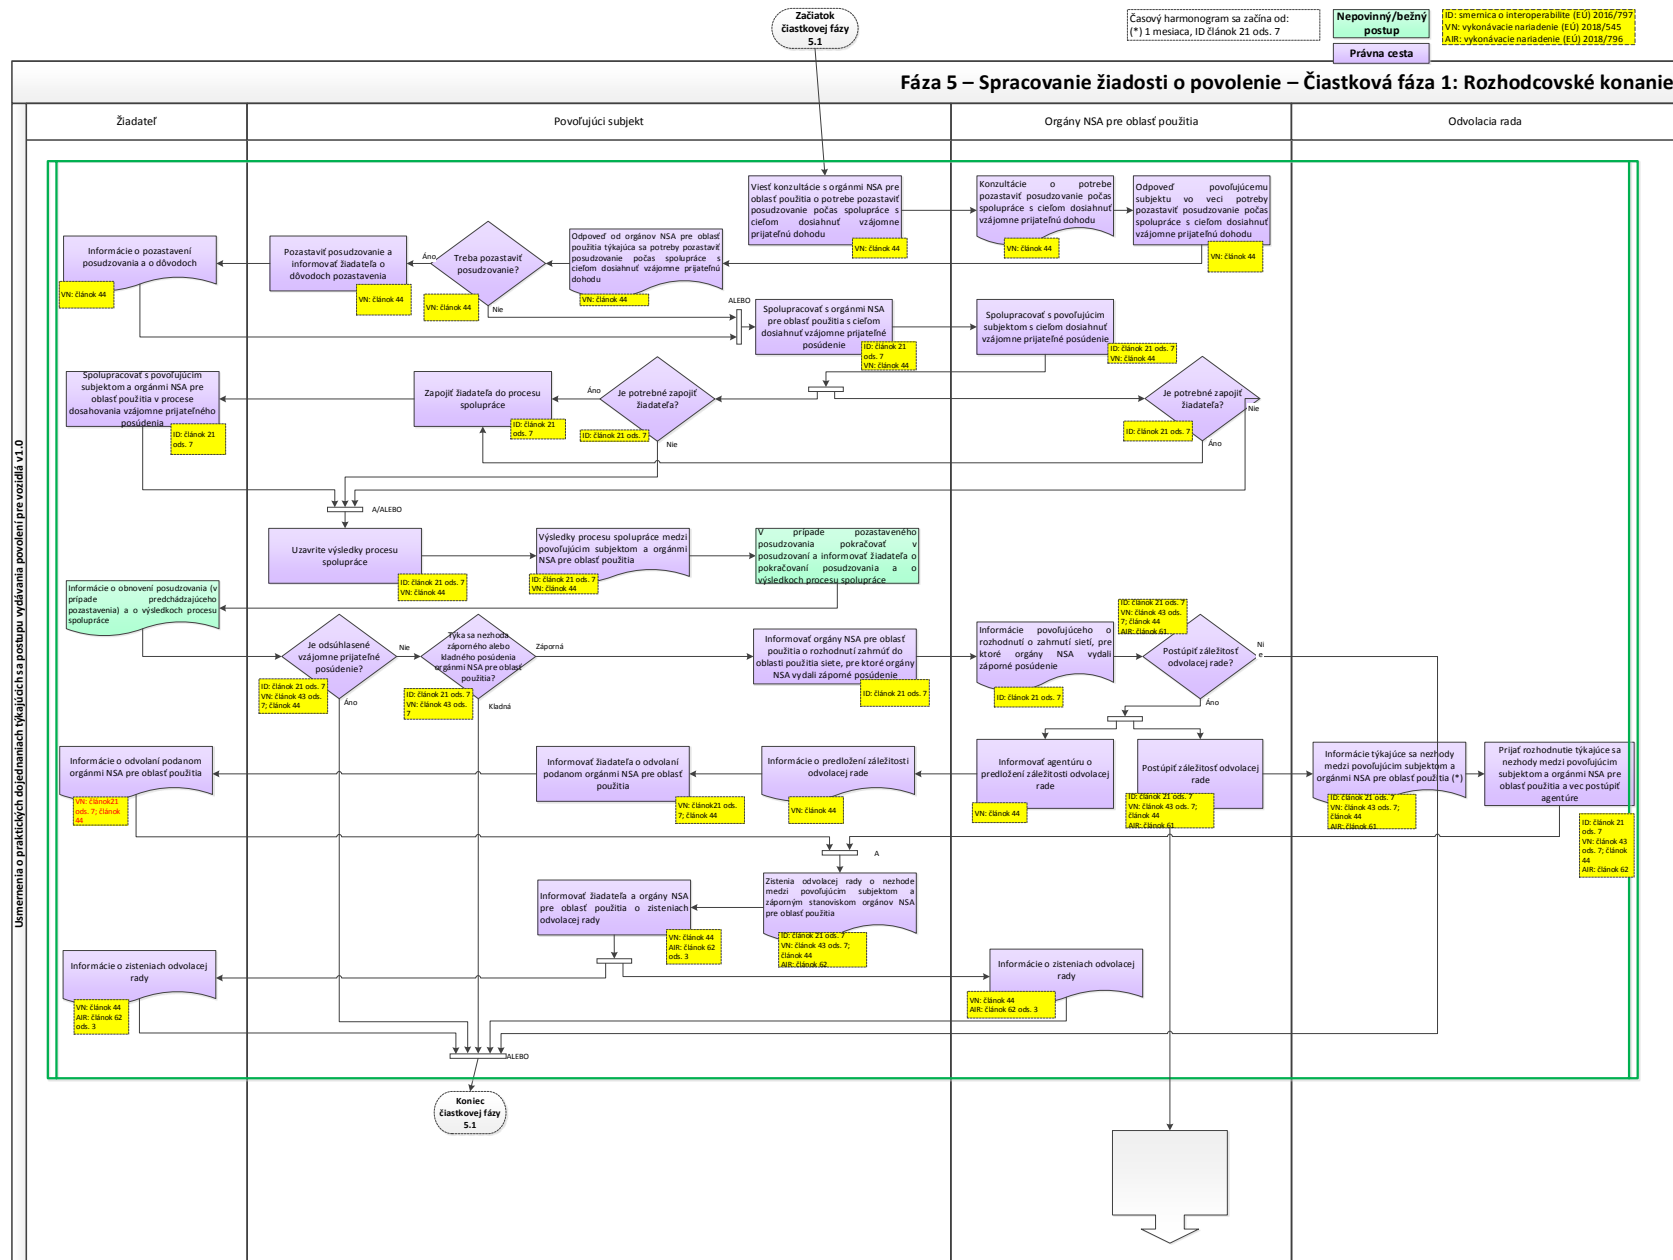 Začiatok
čiastkovej fázy
5.1
Časový harmonogram sa začína od:
(*) 1 mesiaca, ID článok 21 ods. 7
Nepovinný/bežný
postup
Právna cesta
ID: smernica o interoperabilite (EÚ) 2016/797
VN: vykonávacie nariadenie (EÚ) 2018/545
AIR: vykonávacie nariadenie (EÚ) 2018/796
Fáza 5 – Spracovanie žiadosti o povolenie – Čiastková fáza 1: Rozhodcovské konanie
Usmernenia o praktických dojednaniach týkajúcich sa postupu vydávania povolení pre vozidlá v1.0
Žiadateľ
Povoľujúci subjekt
Orgány NSA pre oblasť použitia
Odvolacia rada
Viesť konzultácie s orgánmi NSA pre
oblasť použitia o potrebe pozastaviť
posudzovanie počas spolupráce s
cieľom dosiahnuť vzájomne
prijateľnú dohodu
VN: článok 44
Konzultácie o potrebe
pozastaviť posudzovanie počas
spolupráce s cieľom dosiahnuť
vzájomne prijateľnú dohodu
VN: článok 44
Odpoveď povoľujúcemu
subjektu vo veci potreby
pozastaviť posudzovanie počas
spolupráce s cieľom dosiahnuť
vzájomne prijateľnú dohodu
VN: článok 44
Informácie o pozastavení
posudzovania a o dôvodoch
VN: článok 44
Pozastaviť posudzovanie a
informovať žiadateľa o
dôvodoch pozastavenia
VN: článok 44
Áno
Treba pozastaviť
posudzovanie?
VN: článok 44
Nie
Odpoveď od orgánov NSA pre oblasť
použitia týkajúca sa potreby pozastaviť
posudzovanie počas spolupráce s
cieľom dosiahnuť vzájomne prijateľnú
dohodu
VN: článok 44
ALEBO
Spolupracovať s orgánmi NSA
pre oblasť použitia s cieľom
dosiahnuť vzájomne prijateľné
posúdenie
ID: článok 21
ods. 7
VN: článok 44
Spolupracovať s povoľujúcim
subjektom s cieľom dosiahnuť
vzájomne prijateľné posúdenie
ID: článok 21 ods. 7
VN: článok 44
Spolupracovať s povoľujúcim
subjektom a orgánmi NSA pre
oblasť použitia v procese
dosahovania vzájomne prijateľného
posúdenia
ID: článok 21
ods. 7
Zapojiť žiadateľa do procesu
spolupráce
ID: článok 21
ods. 7
Áno
Je potrebné zapojiť
žiadateľa?
ID: článok 21 ods. 7
Nie
Je potrebné zapojiť
žiadateľa?
Nie
ID: článok 21 ods. 7
Áno
A/ALEBO
Uzavrite výsledky procesu
spolupráce
ID: článok 21 ods. 7
VN: článok 44
Výsledky procesu spolupráce medzi
povoľujúcim subjektom a orgánmi
NSA pre oblasť použitia
ID: článok 21 ods. 7
VN: článok 44
V prípade pozastaveného
posudzovania pokračovať v
posudzovaní a informovať žiadateľa o
pokračovaní posudzovania a o
výsledkoch procesu spolupráce
Informácie o obnovení posudzovania (v
prípade predchádzajúceho
pozastavenia) a o výsledkoch procesu
spolupráce
Je odsúhlasené
vzájomne prijateľné
posúdenie?
ID: článok 21 ods. 7
VN: článok 43 ods.
7; článok 44
Nie
Áno
Týka sa nezhoda
záporného alebo
kladného posúdenia
orgánmi NSA pre oblasť
použitia?
ID: článok 21 ods. 7
VN: článok 43 ods.
7
Záporná
Kladná
Informovať orgány NSA pre oblasť
použitia o rozhodnutí zahrnúť do
oblasti použitia siete, pre ktoré orgány
NSA vydali záporné posúdenie
ID: článok 21 ods. 7
Informácie povoľujúceho o
rozhodnutí o zahrnutí sietí, pre
ktoré orgány NSA vydali
záporné posúdenie
ID: článok 21 ods. 7
ID: článok 21 ods. 7
VN: článok 43 ods.
7; článok 44
AIR: článok 61
Postúpiť záležitosť
odvolacej rade?
Ni
e
Áno
Informácie o odvolaní podanom
orgánmi NSA pre oblasť použitia
VN: článok21
ods. 7; článok
44
Informovať žiadateľa o odvolaní
podanom orgánmi NSA pre oblasť
použitia
VN: článok21 ods.
7; článok 44
Informácie o predložení záležitosti
odvolacej rade
VN: článok 44
Informovať agentúru o
predložení záležitosti odvolacej
rade
VN: článok 44
Postúpiť záležitosť odvolacej
rade
ID: článok 21 ods. 7
VN: článok 43 ods. 7;
článok 44
AIR: článok 61
Informácie týkajúce sa nezhody
medzi povoľujúcim subjektom a
orgánmi NSA pre oblasť použitia (*)
ID: článok 21 ods. 7
VN: článok 43 ods. 7;
článok 44
AIR: článok 61
Prijať rozhodnutie týkajúce sa
nezhody medzi povoľujúcim
subjektom a orgánmi NSA pre
oblasť použitia a vec postúpiť
agentúre
ID: článok 21
ods. 7
VN: článok 43
ods. 7; článok
44
AIR: článok 62
A
Informovať žiadateľa a orgány NSA
pre oblasť použitia o zisteniach
odvolacej rady
VN: článok 44
AIR: článok 62
ods. 3
Zistenia odvolacej rady o nezhode
medzi povoľujúcim subjektom a
záporným stanoviskom orgánov NSA
pre oblasť použitia
ID: článok 21 ods. 7
VN: článok 43 ods. 7;
článok 44
AIR: článok 62
Informácie o zisteniach odvolacej
rady
VN: článok 44
AIR: článok 62
ods. 3
Informácie o zisteniach odvolacej
rady
VN: článok 44
AIR: článok 62 ods. 3
ALEBO
Koniec
čiastkovej fázy
5.1